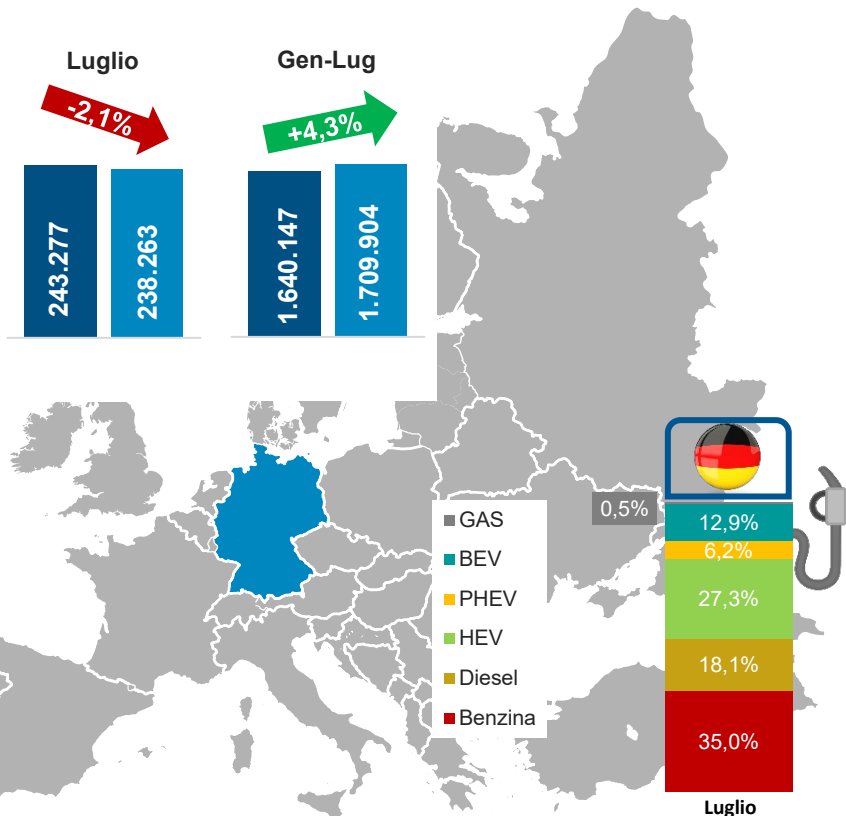 Luglio
Gen-Lug
-2,1%
+4,3%
243.277
238.263
1.640.147
1.709.904
GAS
BEV
PHEV
HEV
Diesel
Benzina
0,5%
12,9%
6,2%
27,3%
18,1%
35,0%
Luglio